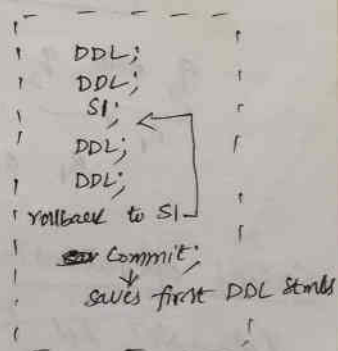 DDL;
DDL;
S1;
DDL;
DDL;
rollback to S1
Commit;
saves first DDL Stmts